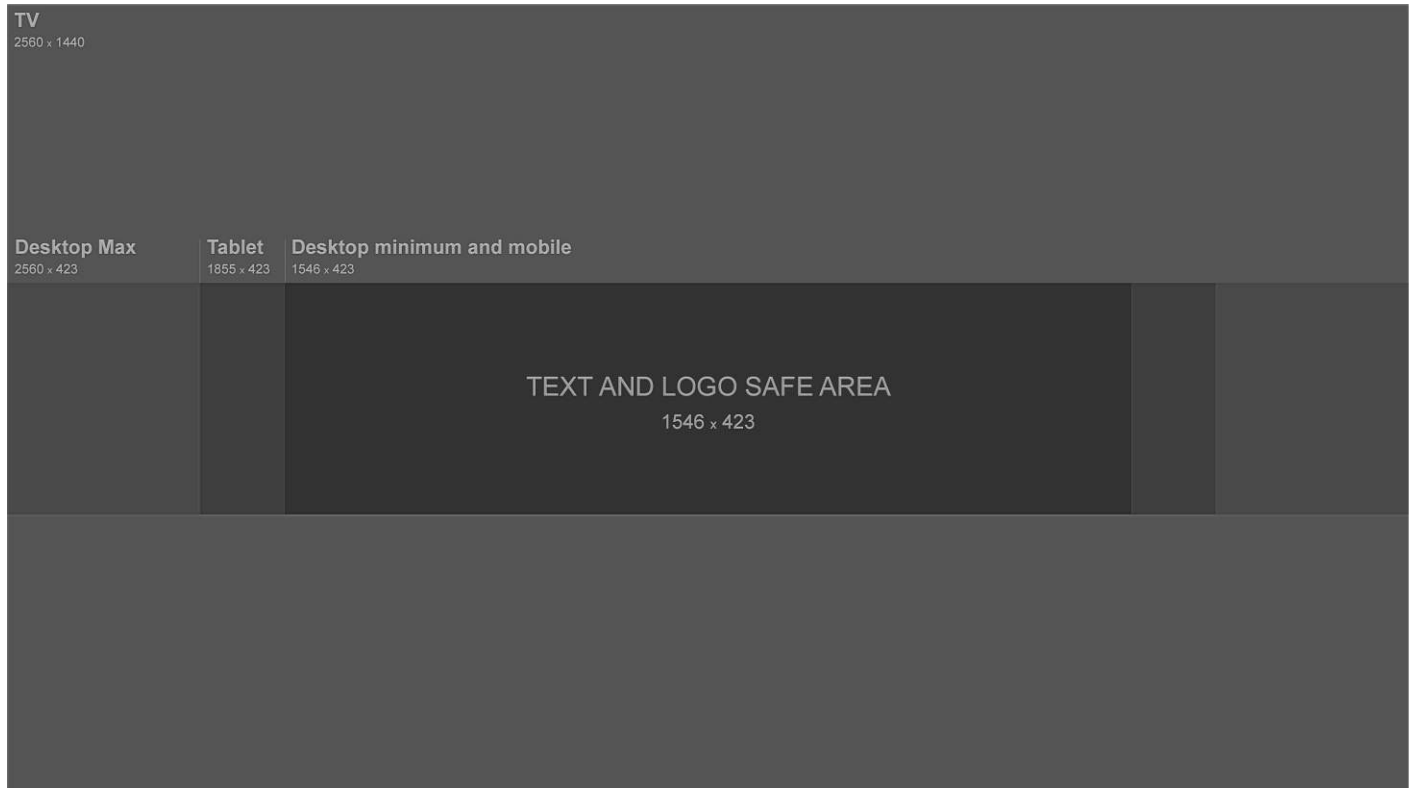 TV
2560 x 1440
Desktop Max
2560 x 423
Tablet
1855 x 423
Desktop minimum and mobile
1546 x 423
TEXT AND LOGO SAFE AREA
1546 x 423